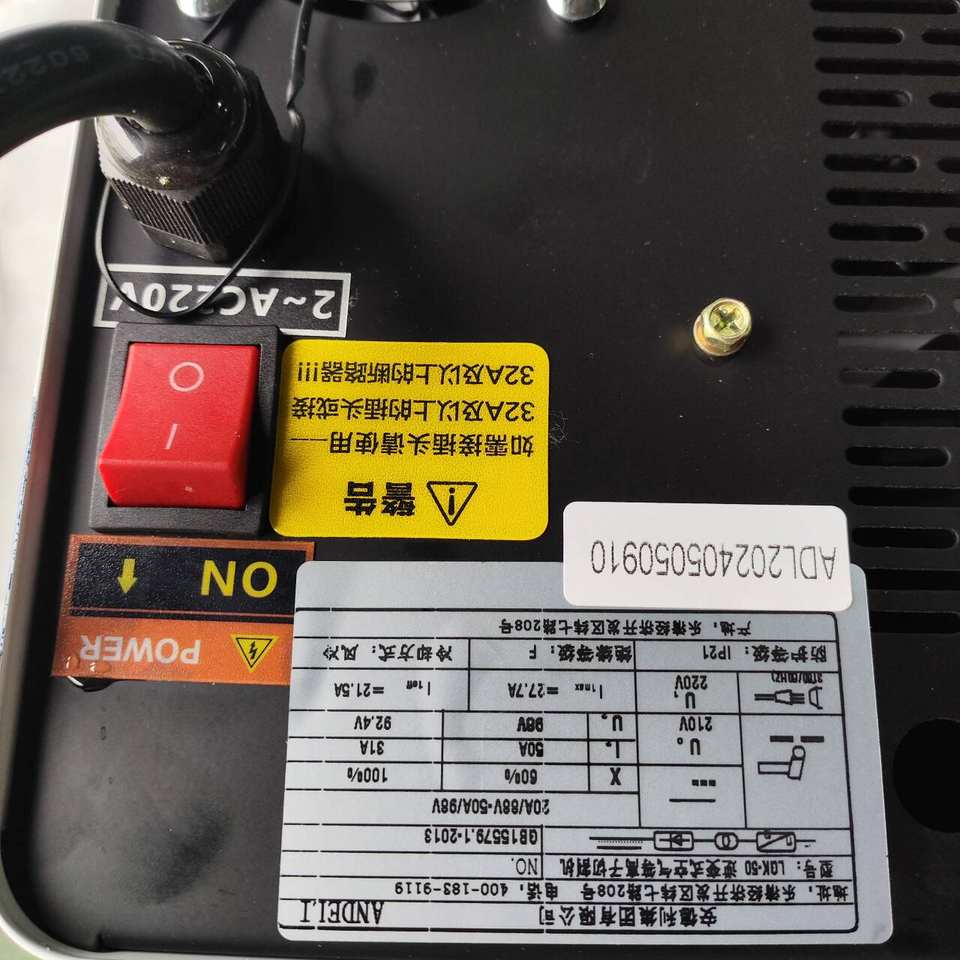 安德利集团有限公司 ANDELI
地址：乐清经济开发区纬七路208号 电话：400-183-9119
型号：LGK-50 逆变式空气等离子切割机 NO.
GB15579.1-2013
20A/88V-50A/98V
X 60% 100%
U₀ 210V I₂ 50A 31A
U₂ 98V 92.4V
U₁ 220V I₁max =27.7A I₁eff =21.5A
防护等级：IP21 绝缘等级：F 冷却方式：风冷
产地：乐清经济开发区纬七路208号
ADL202405050910
POWER
ON ↓
警告
如需接插头请使用——
32A及以上的插头或接
32A及以上的断路器!!!
I
O
2~AC220V